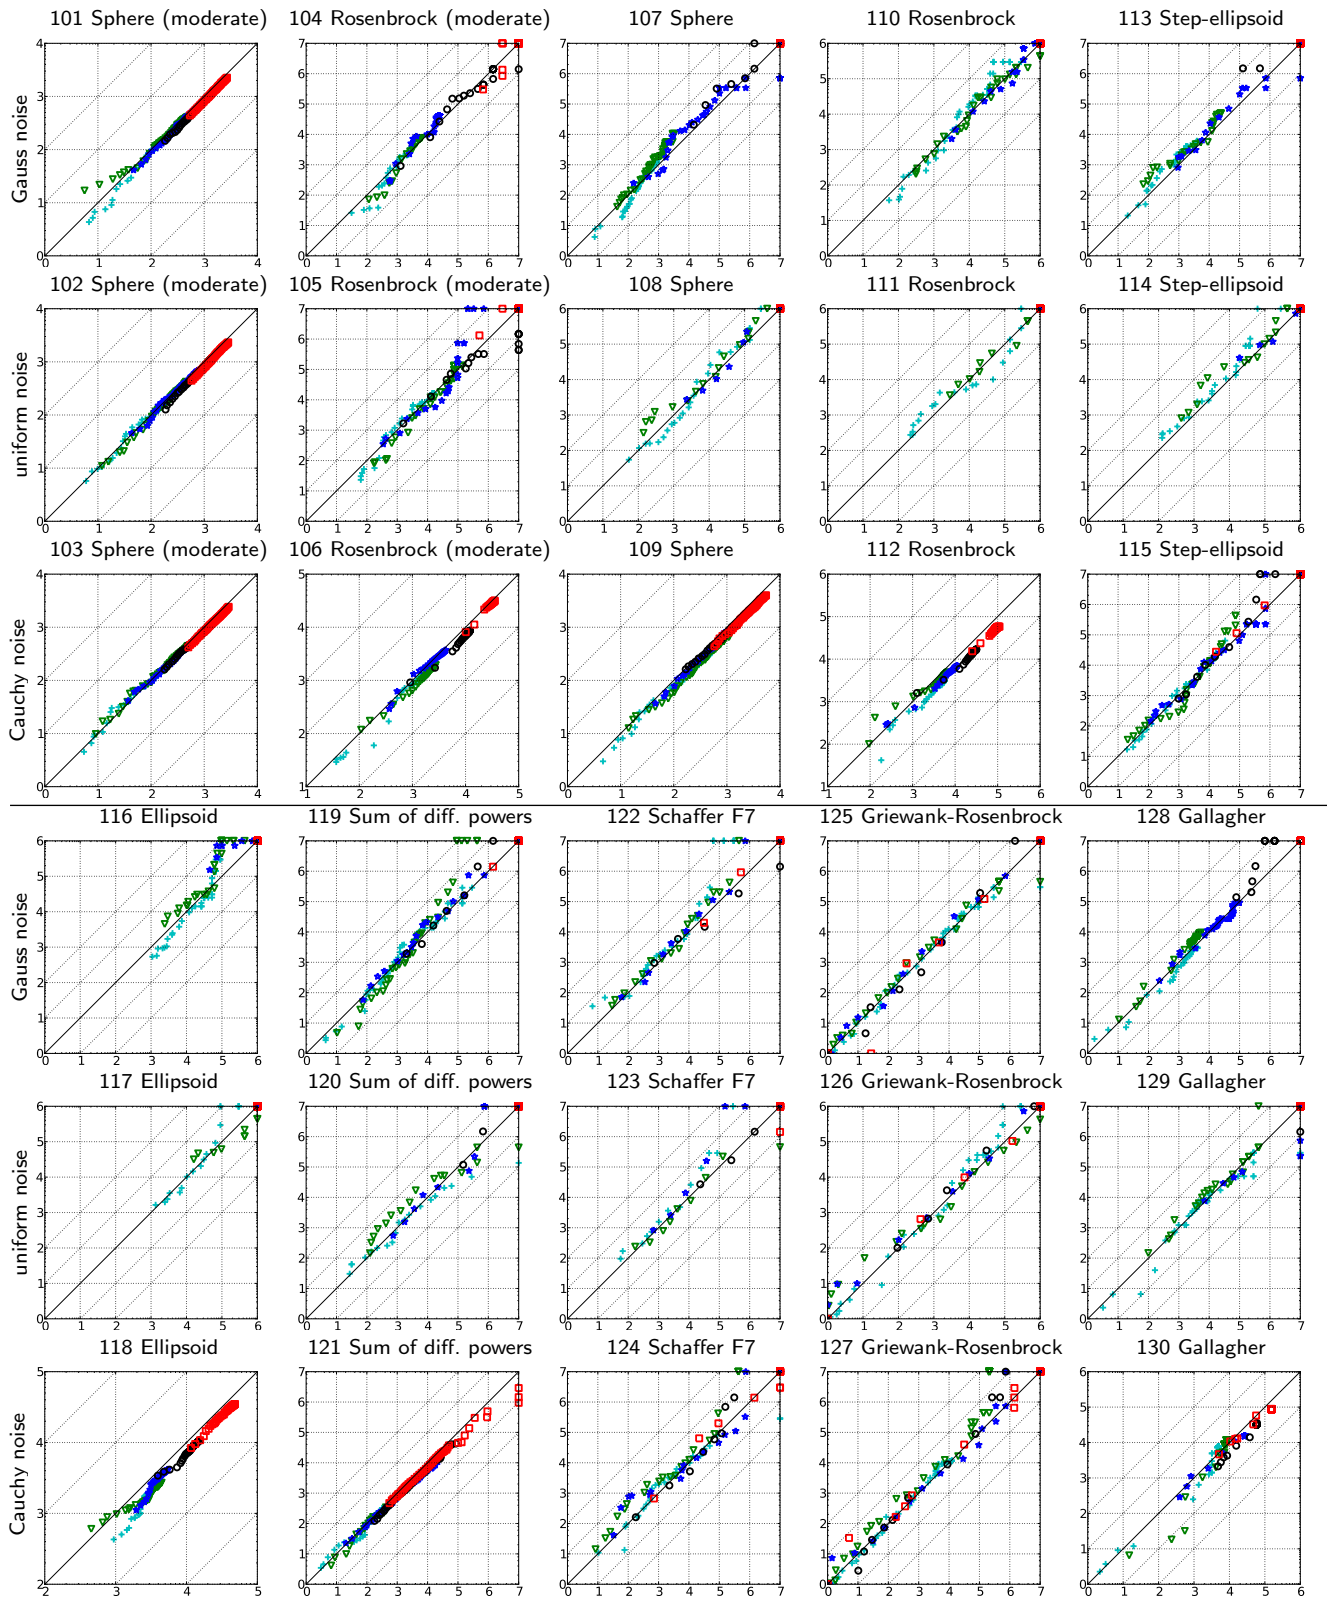 101 Sphere (moderate)
104 Rosenbrock (moderate)
107 Sphere
110 Rosenbrock
113 Step-ellipsoid
Gauss noise
102 Sphere (moderate)
105 Rosenbrock (moderate)
108 Sphere
111 Rosenbrock
114 Step-ellipsoid
uniform noise
103 Sphere (moderate)
106 Rosenbrock (moderate)
109 Sphere
112 Rosenbrock
115 Step-ellipsoid
Cauchy noise
116 Ellipsoid
119 Sum of diff. powers
122 Schaffer F7
125 Griewank-Rosenbrock
128 Gallagher
Gauss noise
117 Ellipsoid
120 Sum of diff. powers
123 Schaffer F7
126 Griewank-Rosenbrock
129 Gallagher
uniform noise
118 Ellipsoid
121 Sum of diff. powers
124 Schaffer F7
127 Griewank-Rosenbrock
130 Gallagher
Cauchy noise